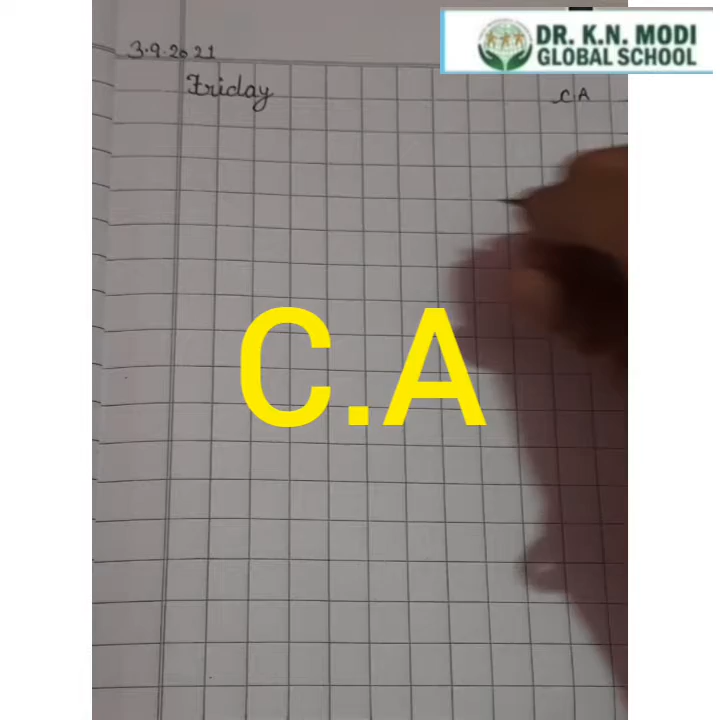 DR. K.N. MODI
GLOBAL SCHOOL
3.9.2021
Friday
C.A
C.A